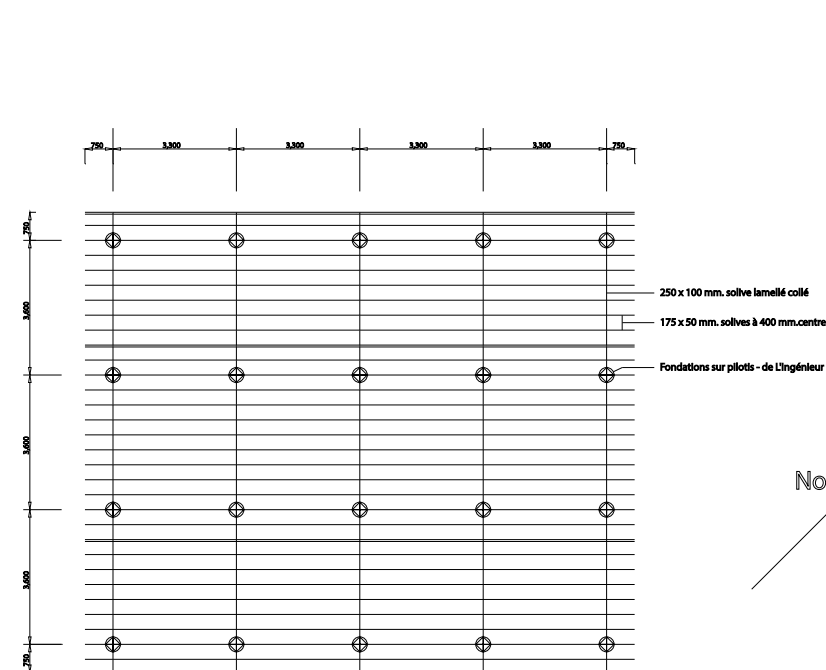 750 3,300 3,300 3,300 3,300 750
750
3,600
250 x 100 mm. solive lamellé collé
175 x 50 mm. solives à 400 mm.centre
Fondations sur pilotis - de L'Ingénieur
3,600
No
3,600
750